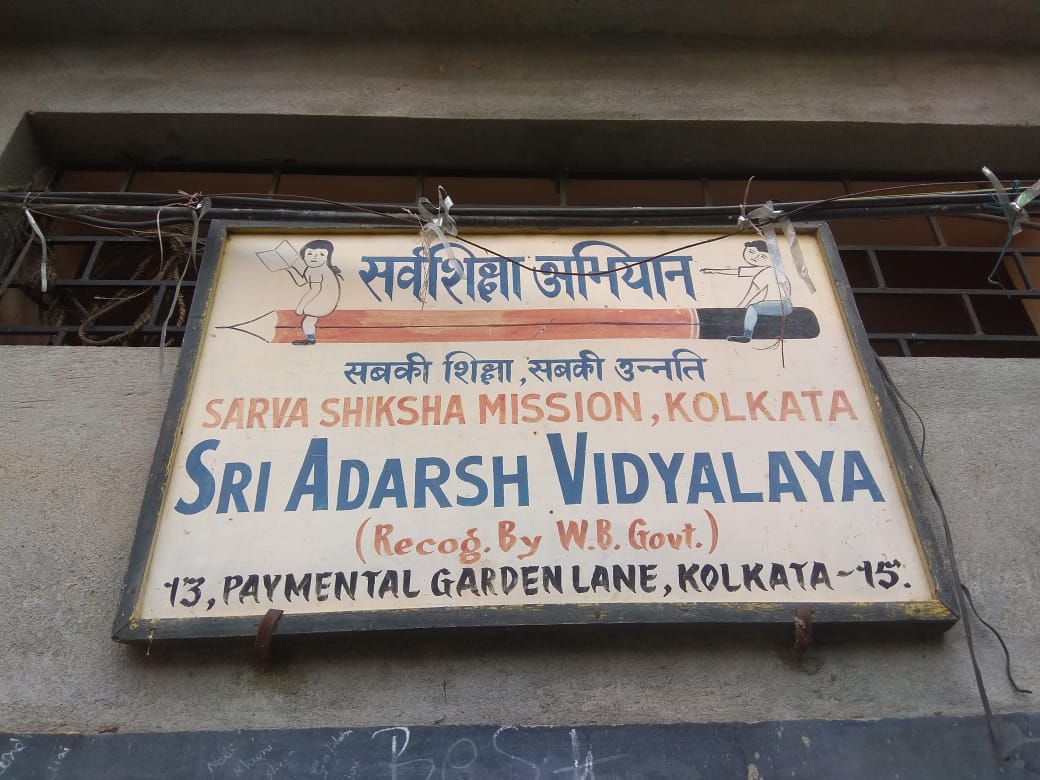 सर्व शिक्षा अभियान
सबकी शिक्षा, सबकी उन्नति
SARVA SHIKSHA MISSION, KOLKATA
SRI ADARSH VIDYALAYA
(Recog. By W.B. Govt.)
13, PAYMENTAL GARDEN LANE, KOLKATA-15.